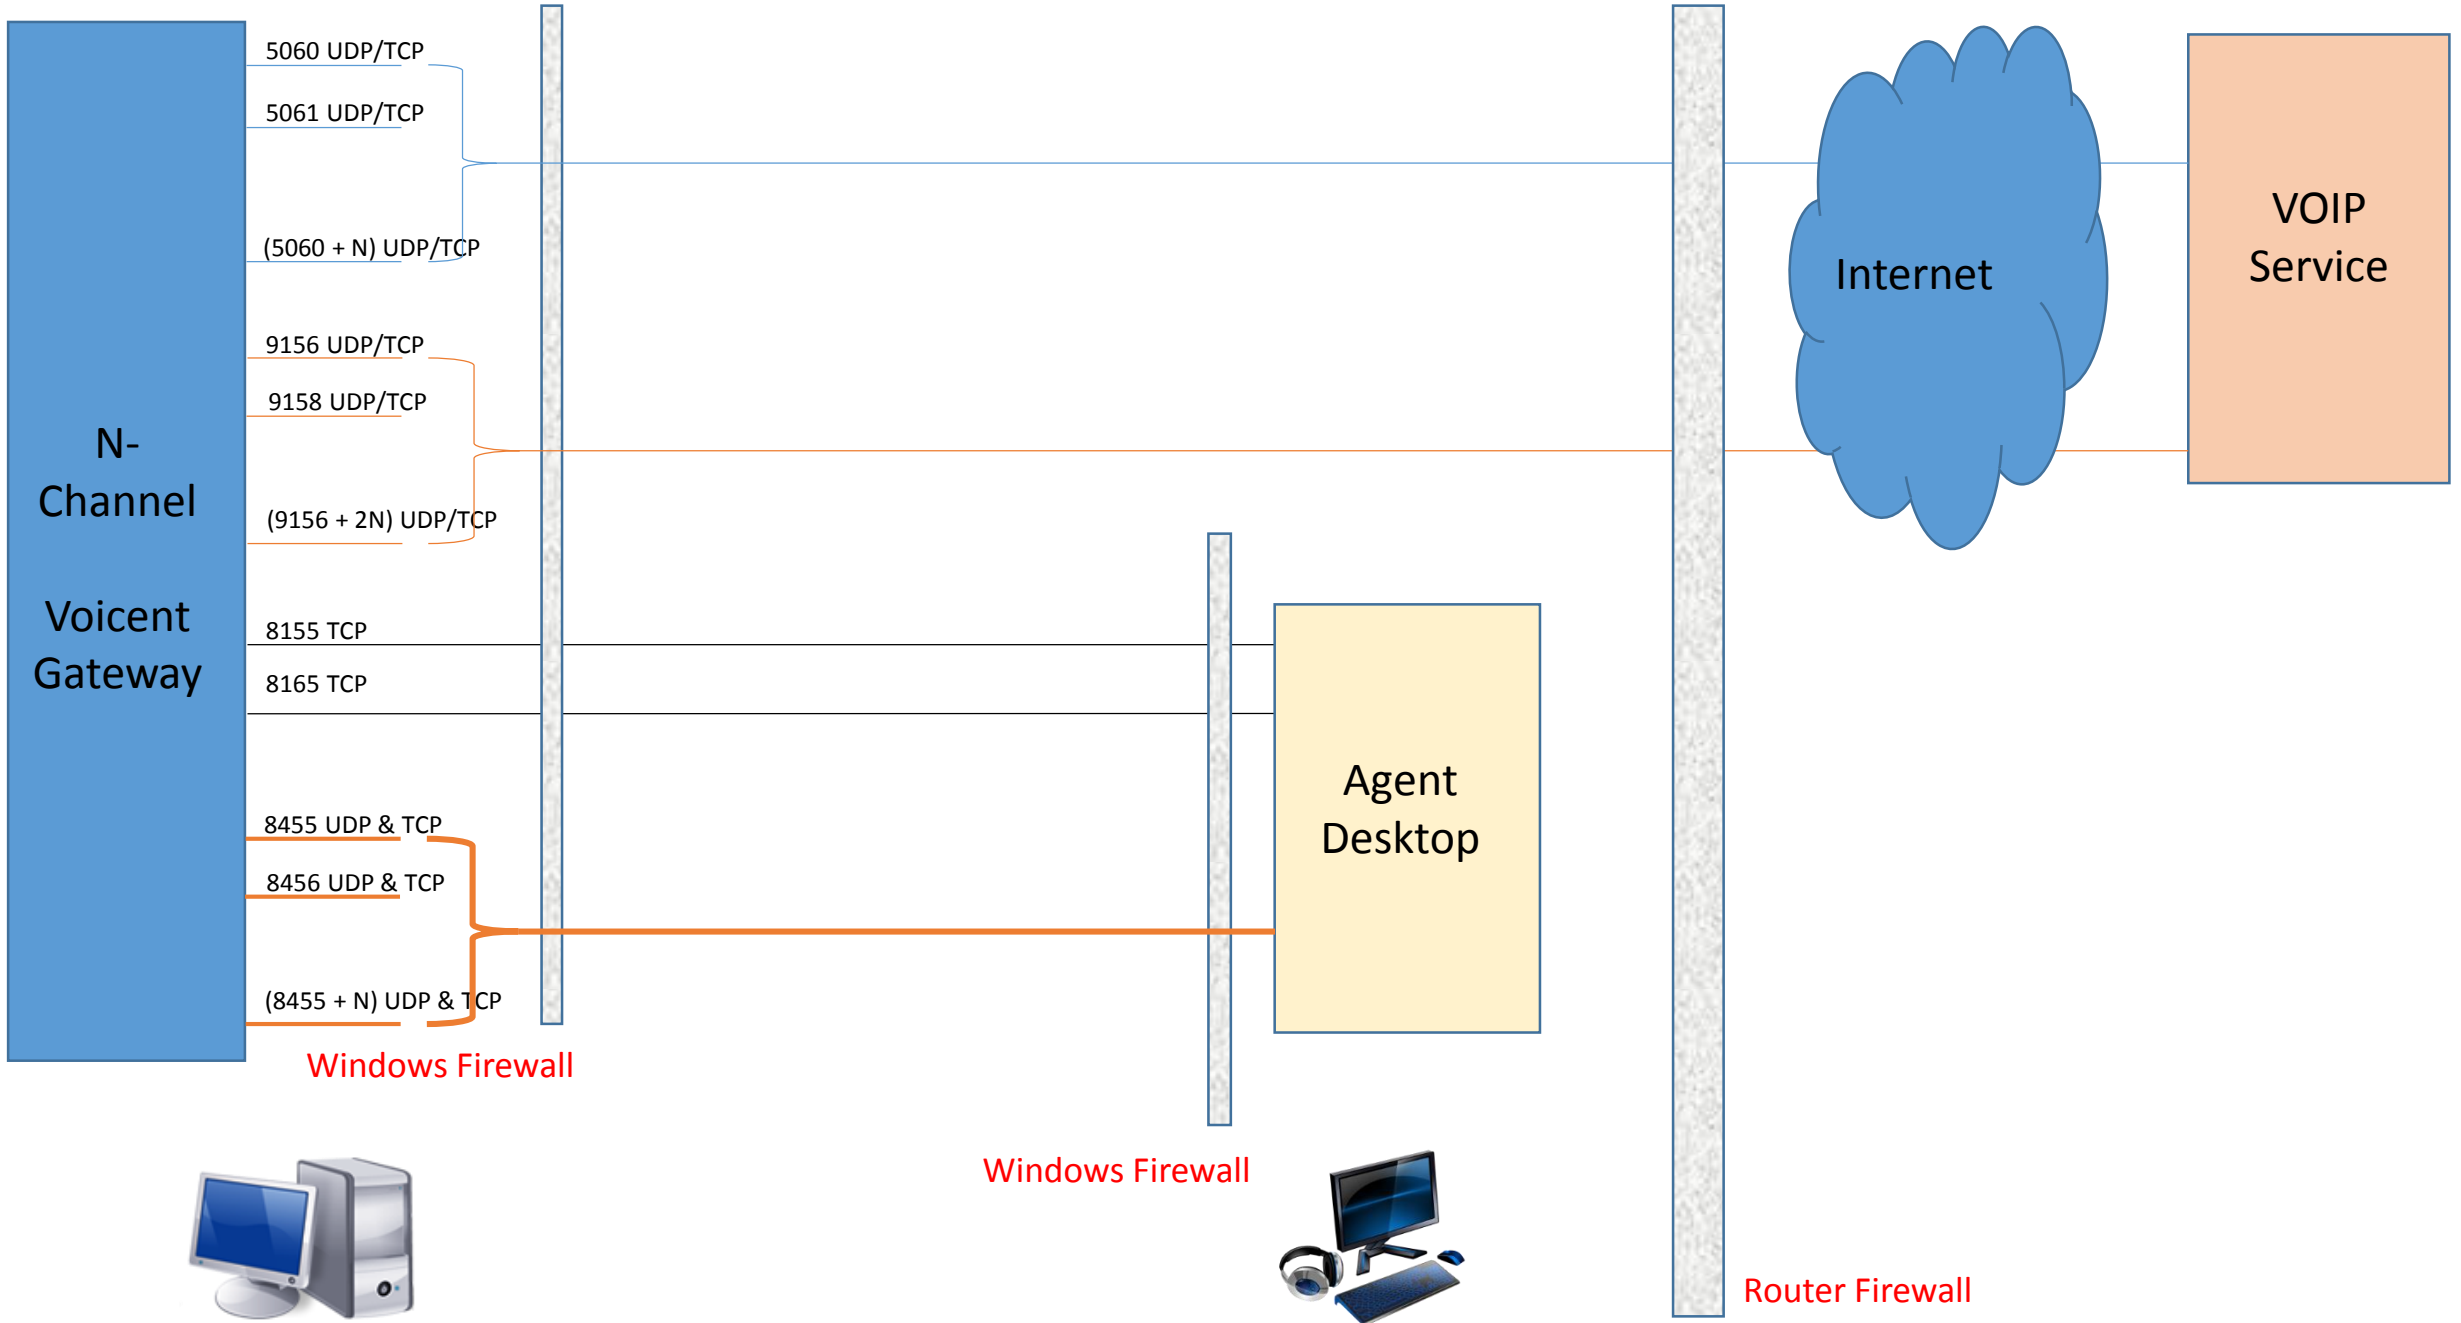 5060 UDP/TCP
5061 UDP/TCP
(5060 + N) UDP/TCP
9156 UDP/TCP
9158 UDP/TCP
(9156 + 2N) UDP/TCP
N-
Channel
Voicent
Gateway
8155 TCP
8165 TCP
8455 UDP & TCP
8456 UDP & TCP
(8455 + N) UDP & TCP
Windows Firewall
Agent
Desktop
Windows Firewall
Internet
VOIP
Service
Router Firewall